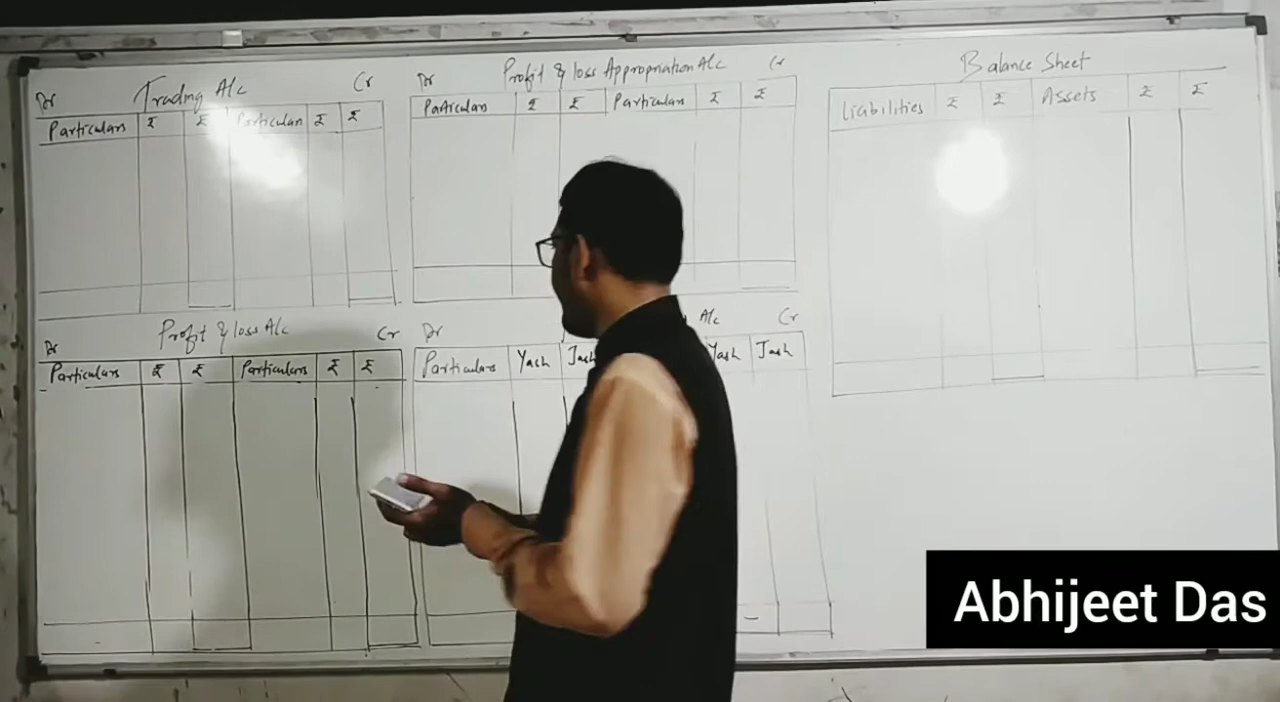 Dr Trading A/c Cr
Particulars ₹ ₹ Particulars ₹ ₹
Dr Profit & loss Appropriation A/c Cr
Particulars ₹ ₹ Particulars ₹ ₹
Balance Sheet
Liabilities ₹ ₹ Assets ₹ ₹
Dr Profit & loss A/c Cr
Particulars ₹ ₹ Particulars ₹ ₹
Dr A/c Cr
Particulars Yash Jash Yash Jash
Abhijeet Das